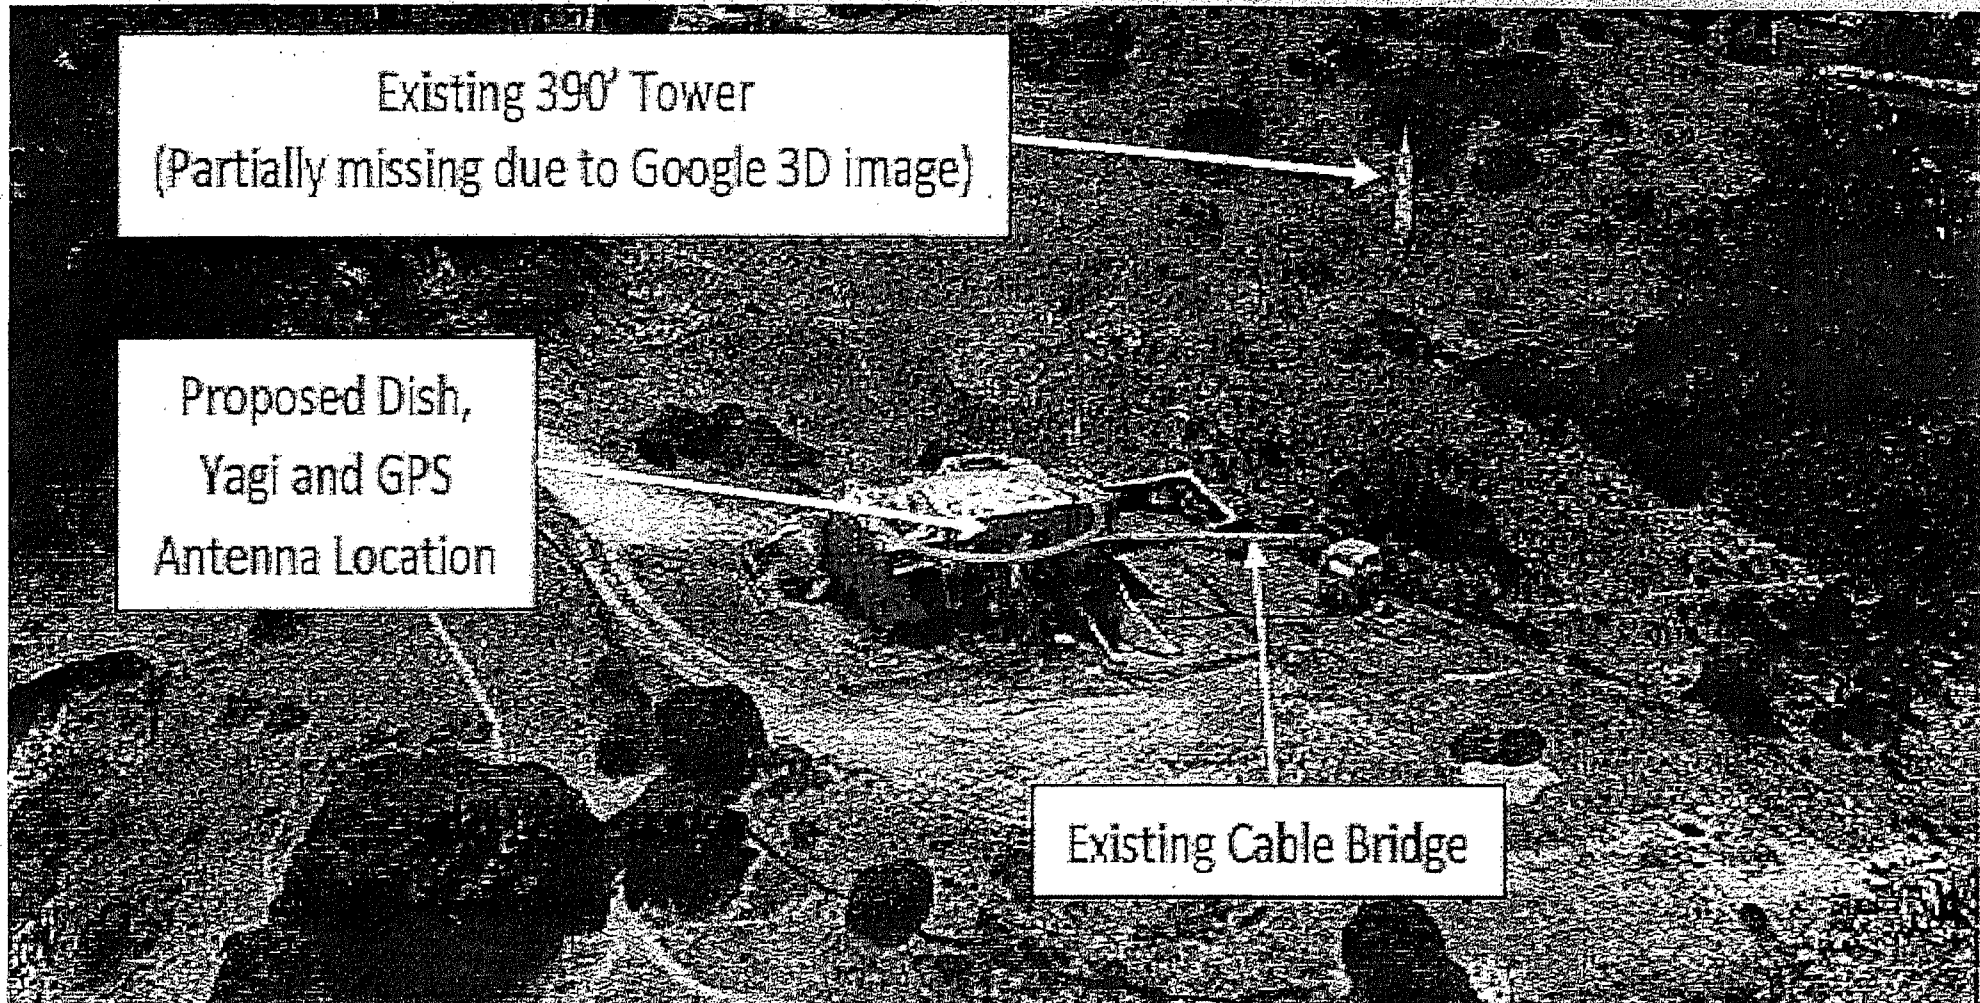 Existing 390' Tower
(Partially missing due to Google 3D image)
Proposed Dish,
Yagi and GPS
Antenna Location
Existing Cable Bridge